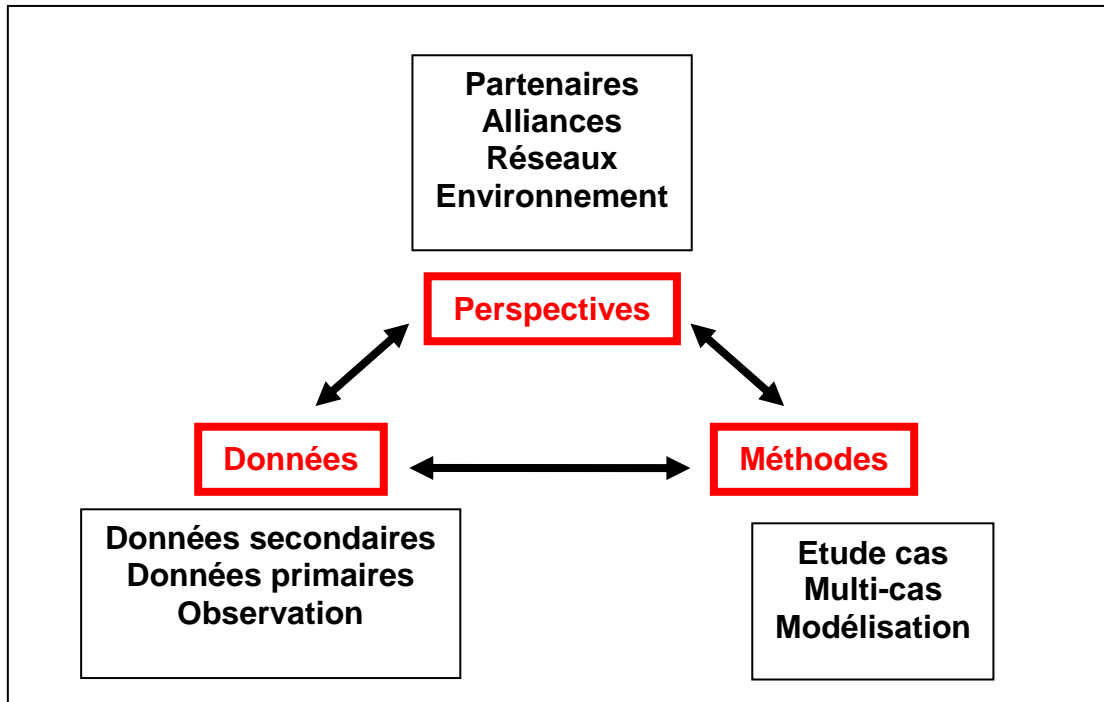 Partenaires
Alliances
Réseaux
Environnement
Perspectives
Données
Méthodes
Données secondaires
Données primaires
Observation
Etude cas
Multi-cas
Modélisation